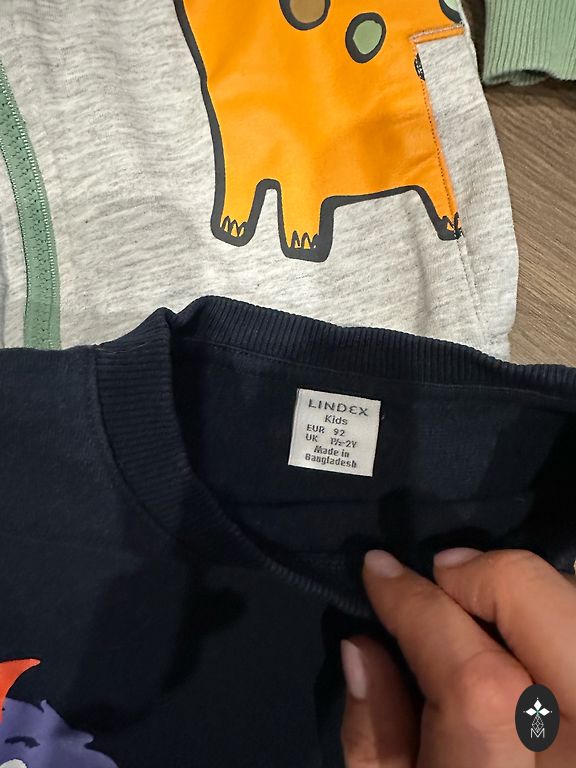 LINDEX
Kids
EUR 92
UK 1½-2Y
Made in
Bangladesh
M